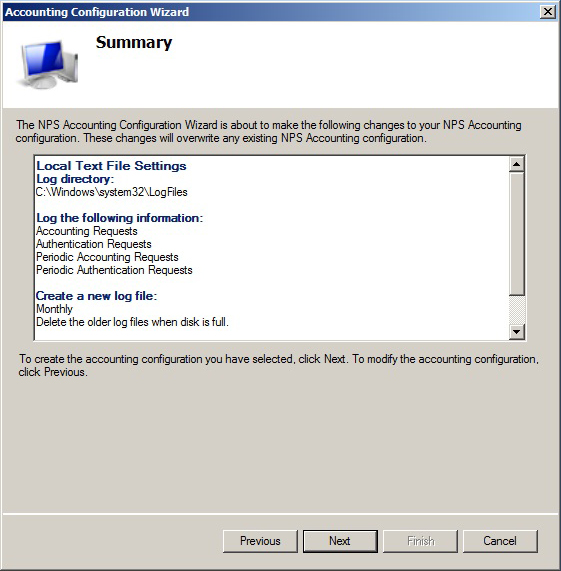 Accounting Configuration Wizard
Summary
The NPS Accounting Configuration Wizard is about to make the following changes to your NPS Accounting
configuration. These changes will overwrite any existing NPS Accounting configuration.
Local Text File Settings
Log directory:
C:\Windows\system32\LogFiles
Log the following information:
Accounting Requests
Authentication Requests
Periodic Accounting Requests
Periodic Authentication Requests
Create a new log file:
Monthly
Delete the older log files when disk is full.
To create the accounting configuration you have selected, click Next. To modify the accounting configuration,
click Previous.
Previous Next Finish Cancel